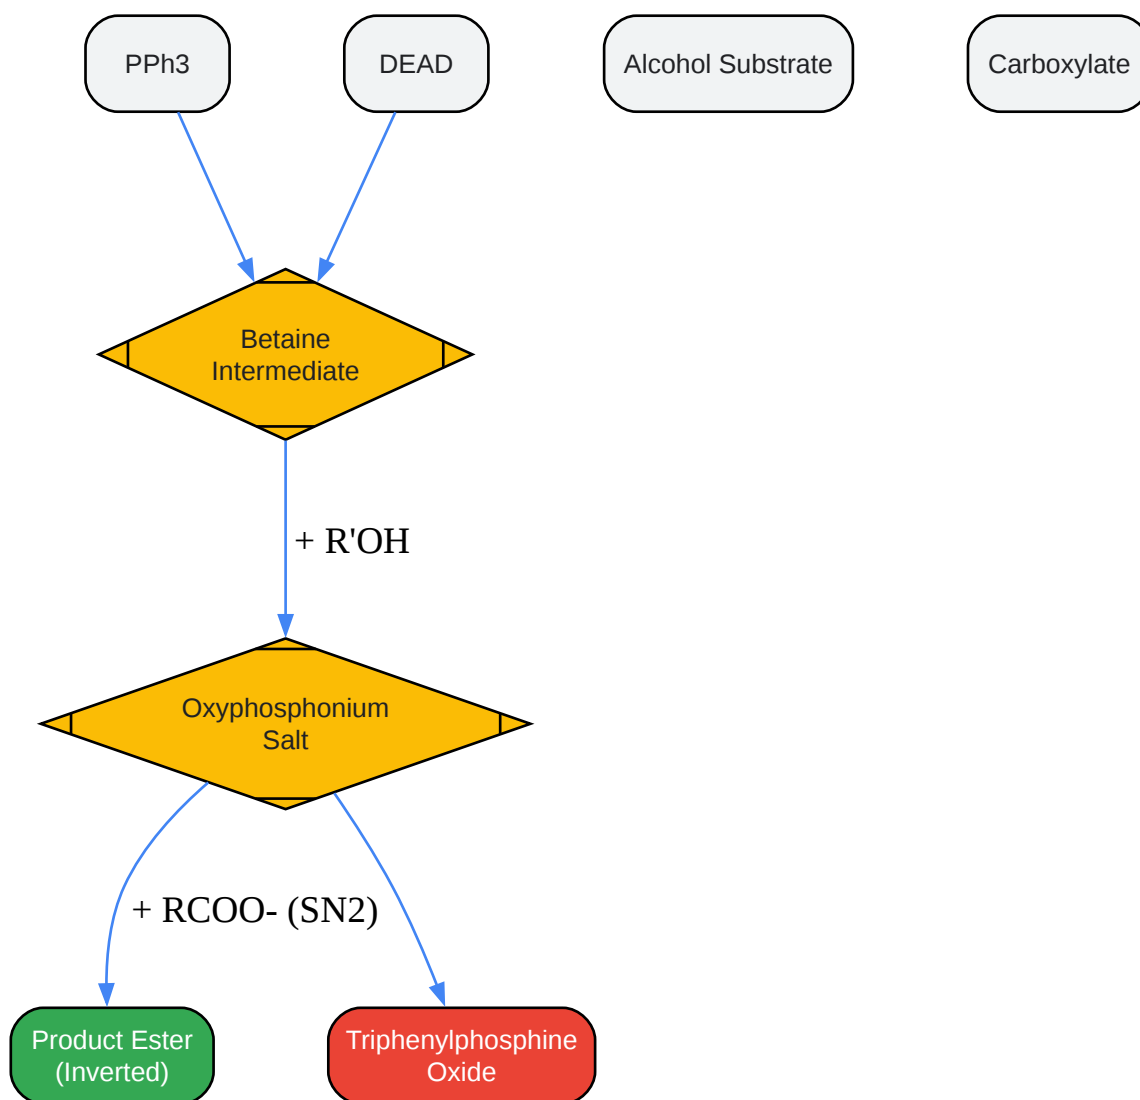 PPh3
DEAD
Alcohol Substrate
Carboxylate
Betaine
Intermediate
+ R'OH
Oxyphosphonium
Salt
+ RCOO- (SN2)
Product Ester
(Inverted)
Triphenylphosphine
Oxide